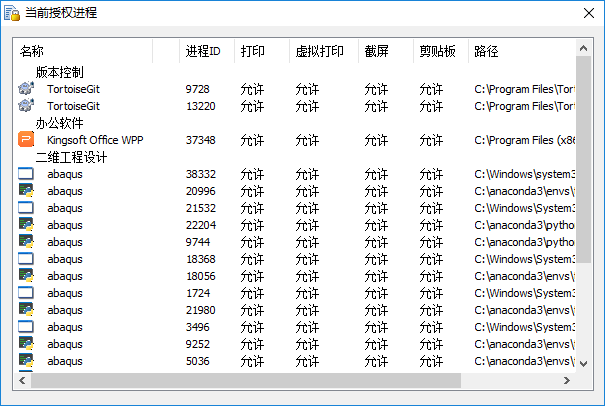 当前授权进程
名称 进程ID 打印 虚拟打印 截屏 剪贴板 路径
版本控制
TortoiseGit 9728 允许 允许 允许 允许 C:\Program Files\Tort
TortoiseGit 13220 允许 允许 允许 允许 C:\Program Files\Tort
办公软件
Kingsoft Office WPP 37348 允许 允许 允许 允许 C:\Program Files (x86
二维工程设计
abaqus 38332 允许 允许 允许 允许 C:\Windows\system3
abaqus 20996 允许 允许 允许 允许 C:\anaconda3\envs\t
abaqus 21532 允许 允许 允许 允许 C:\Windows\System3
abaqus 22204 允许 允许 允许 允许 C:\anaconda3\pytho
abaqus 9744 允许 允许 允许 允许 C:\anaconda3\pytho
abaqus 18368 允许 允许 允许 允许 C:\Windows\System3
abaqus 18056 允许 允许 允许 允许 C:\anaconda3\envs\t
abaqus 1724 允许 允许 允许 允许 C:\Windows\System3
abaqus 21980 允许 允许 允许 允许 C:\anaconda3\envs\t
abaqus 3496 允许 允许 允许 允许 C:\Windows\System3
abaqus 9252 允许 允许 允许 允许 C:\anaconda3\envs\t
abaqus 5036 允许 允许 允许 允许 C:\anaconda3\envs\t